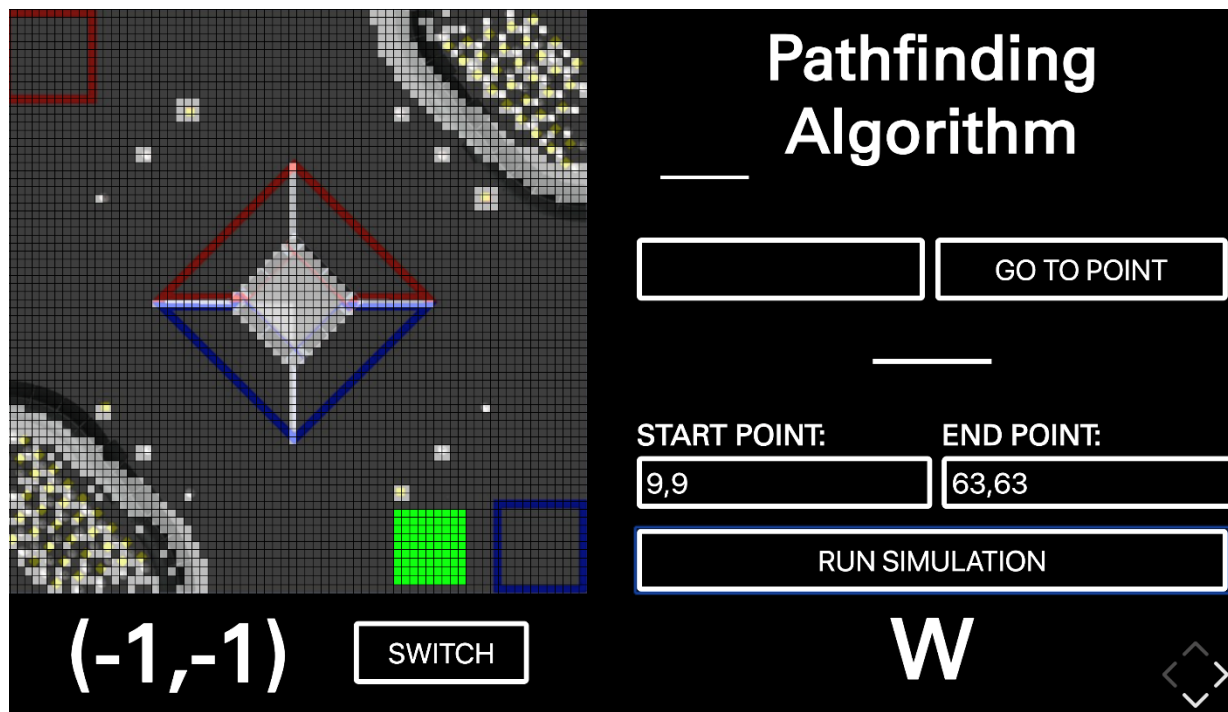 Pathfinding
Algorithm
GO TO POINT
START POINT:
END POINT:
9,9
63,63
RUN SIMULATION
(-1,-1)
SWITCH
W